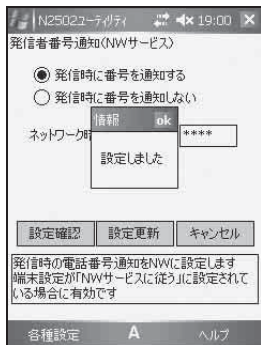 N2502ユーティリティ 19:00
発信者番号通知(NWサービス)
発信時に番号を通知する
発信時に番号を通知しない
ネットワーク暗 ****
情報 ok
設定しました
設定確認 設定更新 キャンセル
発信時の電話番号通知をNWに設定します
端末設定が「NWサービスに従う」に設定されて
いる場合に有効です
各種設定 A ヘルプ